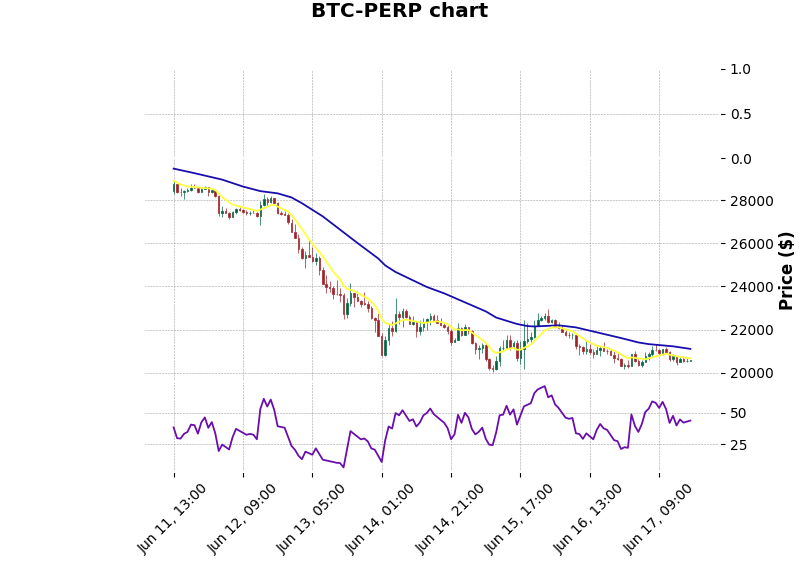 BTC-PERP chart
1.0
0.5
0.0
28000
26000
24000
22000
20000
50
25
Price ($)
Jun 11, 13:00
Jun 12, 09:00
Jun 13, 05:00
Jun 14, 01:00
Jun 14, 21:00
Jun 15, 17:00
Jun 16, 13:00
Jun 17, 09:00